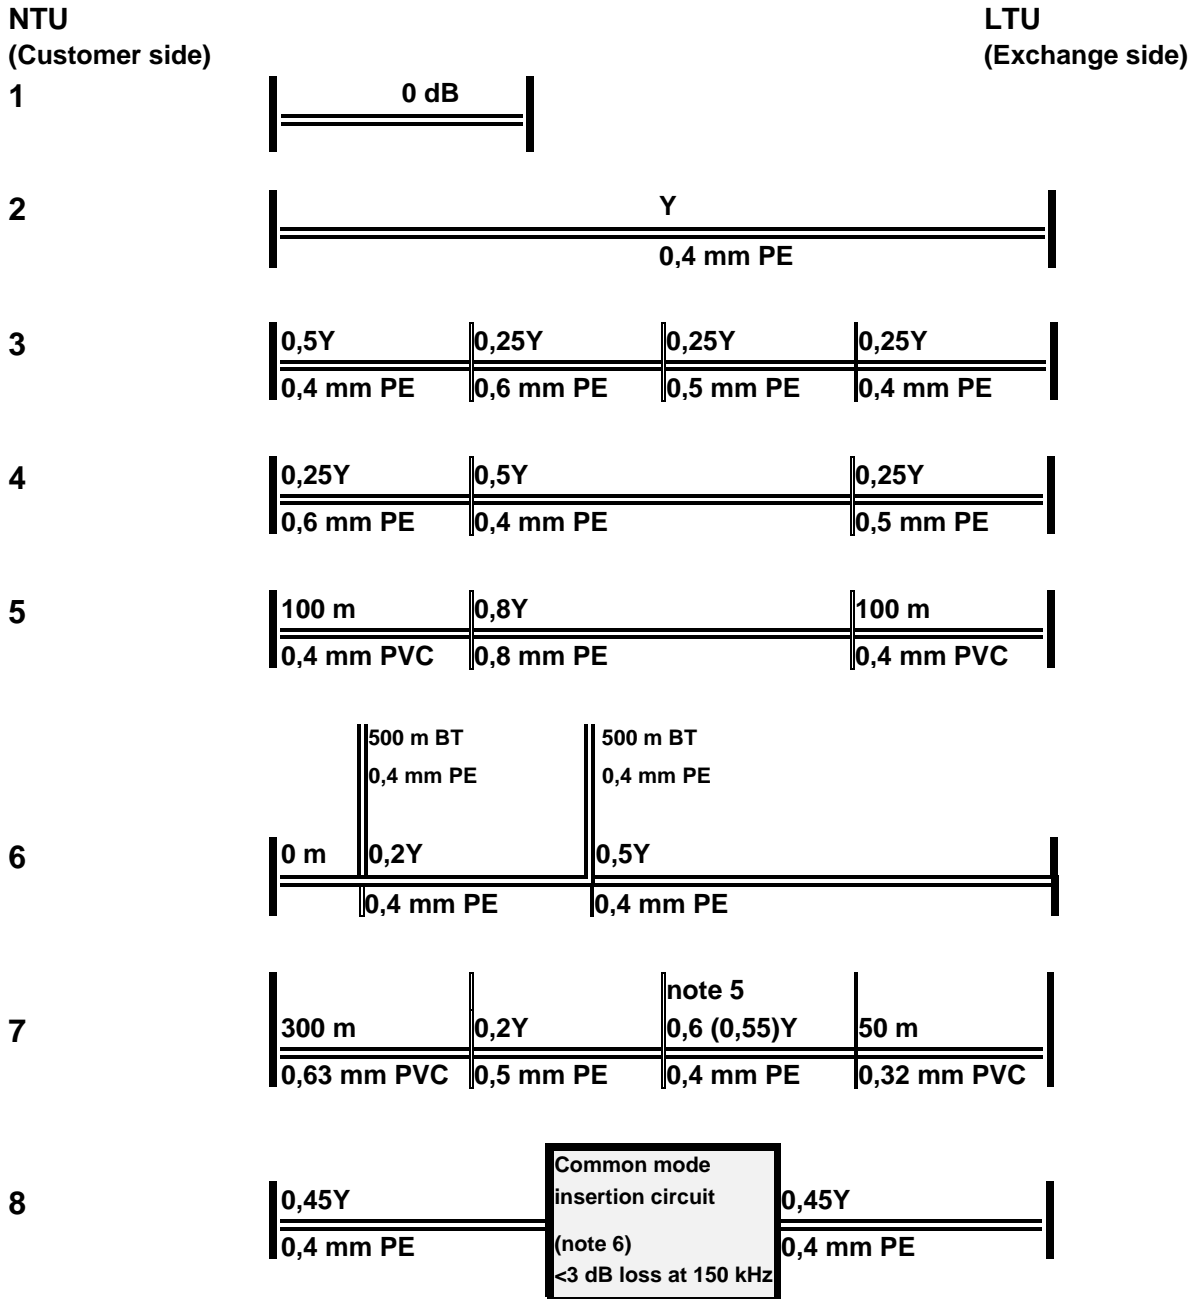 NTU
LTU
(Customer side)
(Exchange side)
1
0 dB
2
Y
0,4 mm PE
3
0,5Y
0,25Y
0,25Y
0,25Y
0,4 mm PE
0,6 mm PE
0,5 mm PE
0,4 mm PE
4
0,25Y
0,5Y
0,25Y
0,6 mm PE
0,4 mm PE
0,5 mm PE
5
100 m
0,8Y
100 m
0,4 mm PVC
0,8 mm PE
0,4 mm PVC
500 m BT
500 m BT
0,4 mm PE
0,4 mm PE
6
0 m
0,2Y
0,5Y
0,4 mm PE
0,4 mm PE
note 5
7
300 m
0,2Y
0,6 (0,55)Y
50 m
0,63 mm PVC
0,5 mm PE
0,4 mm PE
0,32 mm PVC
8
0,45Y
0,4 mm PE
Common mode
insertion circuit
(note 6)
<3 dB loss at 150 kHz
0,45Y
0,4 mm PE